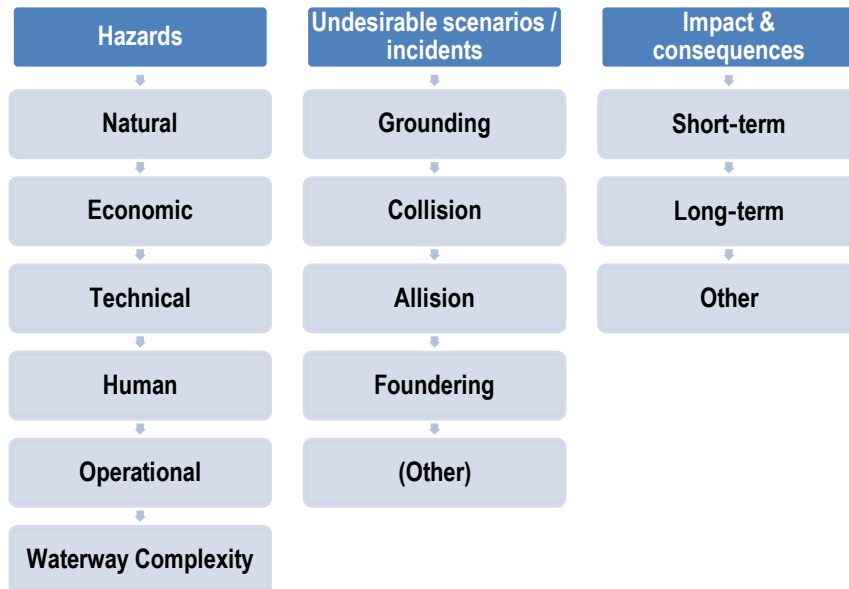 Hazards
Natural
Economic
Technical
Human
Operational
Waterway Complexity
Undesirable scenarios /
incidents
Grounding
Collision
Allision
Foundering
(Other)
Impact &
consequences
Short-term
Long-term
Other